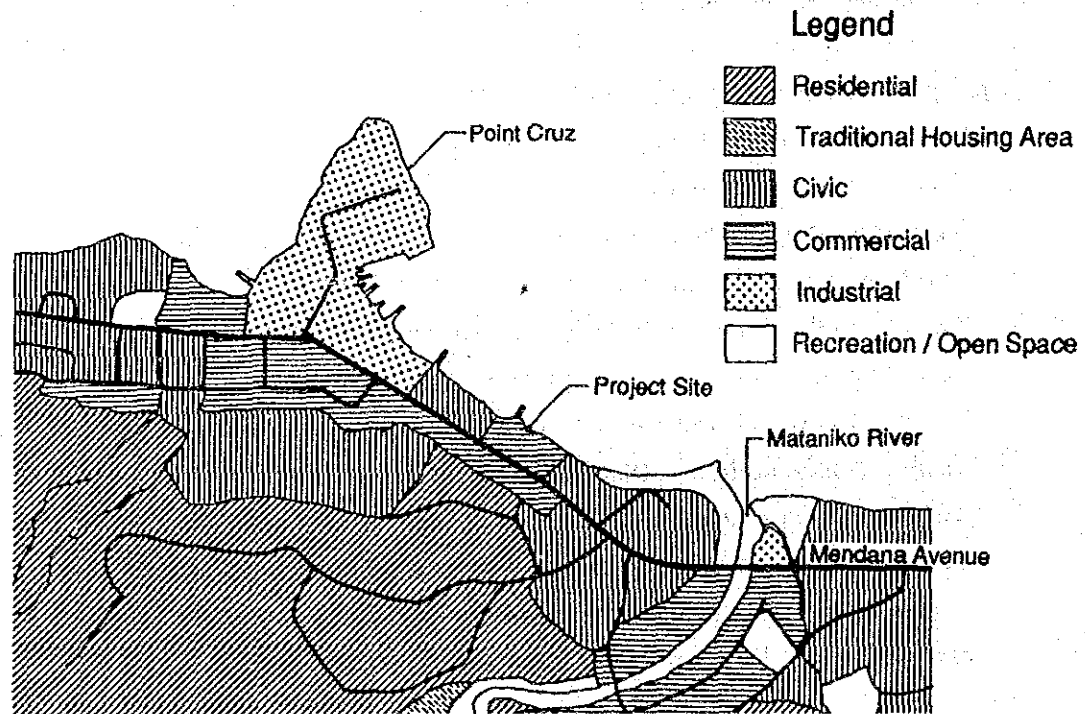 Legend
Residential
Point Cruz
Traditional Housing Area
Civic
Commercial
Industrial
Recreation / Open Space
Project Site
Mataniko River
Mendana Avenue